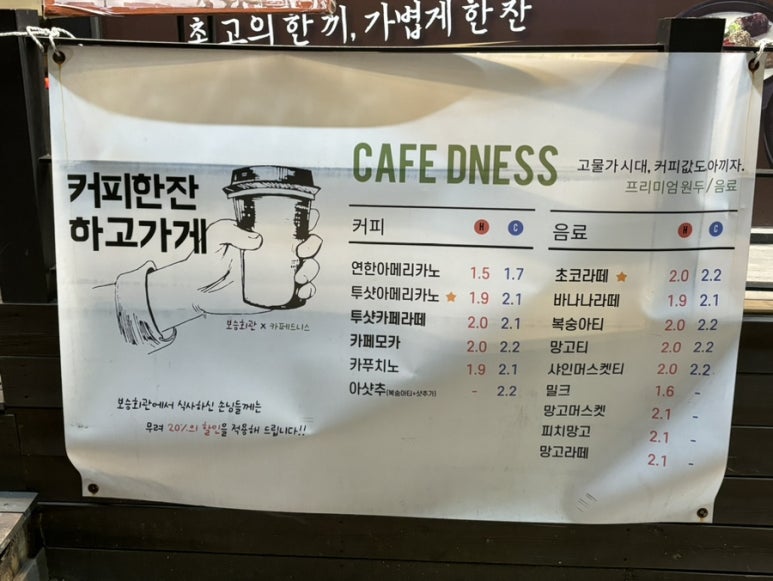 초고의 한 끼, 가볍게 한 잔
커피한잔
하고가게
보승회관 X 카페드니스
보승회관에서 식사하신 손님들께는
무려 20%의 할인을 적용해 드립니다!!
CAFE DNESS
고물가시대, 커피값도아끼자.
프리미엄원두/음료
커피 H C
연한아메리카노 1.5 1.7
투샷아메리카노 ★ 1.9 2.1
투샷카페라떼 2.0 2.1
카페모카 2.0 2.2
카푸치노 1.9 2.1
아샷추(복숭아티+샷추가) - 2.2
음료 H C
초코라떼 ★ 2.0 2.2
바나나라떼 1.9 2.1
복숭아티 2.0 2.2
망고티 2.0 2.2
샤인머스켓티 2.0 2.2
밀크 1.6 -
망고머스켓 2.1 -
피치망고 2.1 -
망고라떼 2.1 -